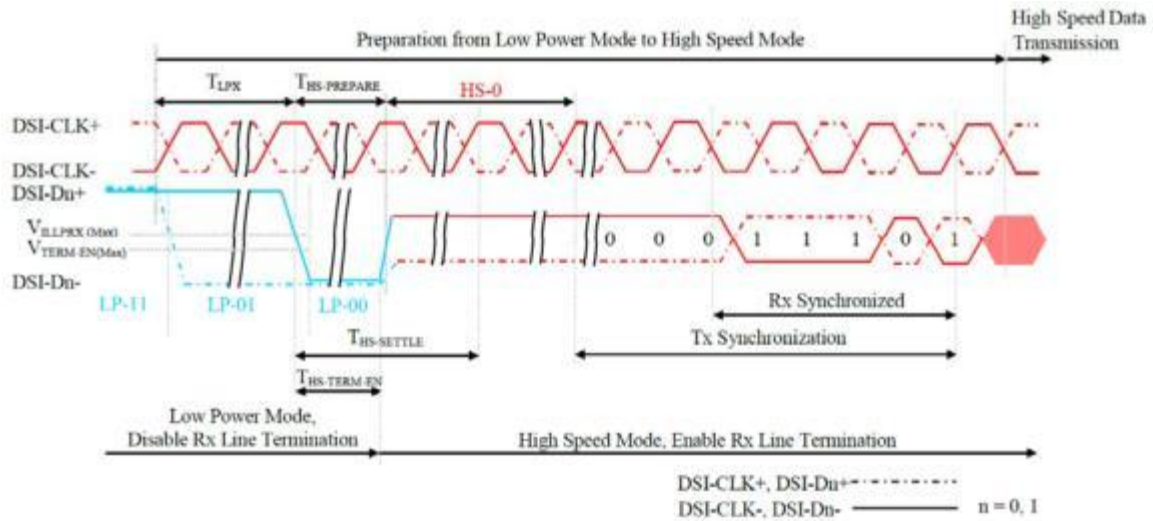 High Speed Data
Transmission
Preparation from Low Power Mode to High Speed Mode
TLPX
THS-PREPARE
HS-0
DSI-CLK+
DSI-CLK-
DSI-Dn+
VILLPRX (Max)
VTERM-EN(Max)
0 0 0 1 1 1 0 1
DSI-Dn-
LP-11 LP-01 LP-00
Rx Synchronized
Tx Synchronization
THS-SETTLE
THS-TERM-EN
Low Power Mode,
Disable Rx Line Termination
High Speed Mode, Enable Rx Line Termination
DSI-CLK+, DSI-Dn+
DSI-CLK-, DSI-Dn-
n = 0, 1